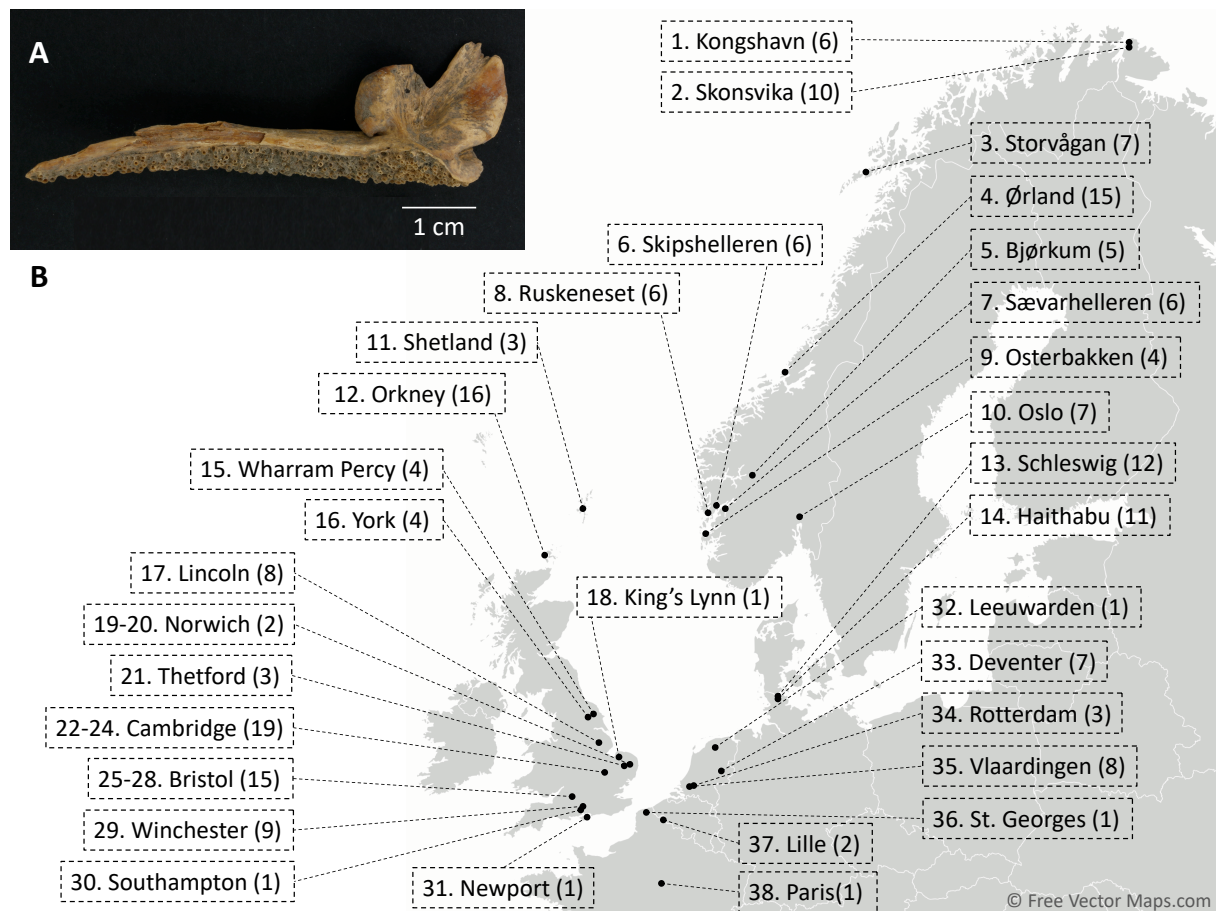 A
1 cm
B
1. Kongshavn (6)
2. Skonsvika (10)
3. Storvågan (7)
4. Ørland (15)
5. Bjørkum (5)
6. Skipshelleren (6)
7. Sævarhelleren (6)
8. Ruskeneset (6)
9. Osterbakken (4)
10. Oslo (7)
11. Shetland (3)
12. Orkney (16)
13. Schleswig (12)
14. Haithabu (11)
15. Wharram Percy (4)
16. York (4)
17. Lincoln (8)
18. King's Lynn (1)
19-20. Norwich (2)
21. Thetford (3)
22-24. Cambridge (19)
25-28. Bristol (15)
29. Winchester (9)
30. Southampton (1)
31. Newport (1)
32. Leeuwarden (1)
33. Deventer (7)
34. Rotterdam (3)
35. Vlaardingen (8)
36. St. Georges (1)
37. Lille (2)
38. Paris(1)
© Free Vector Maps.com